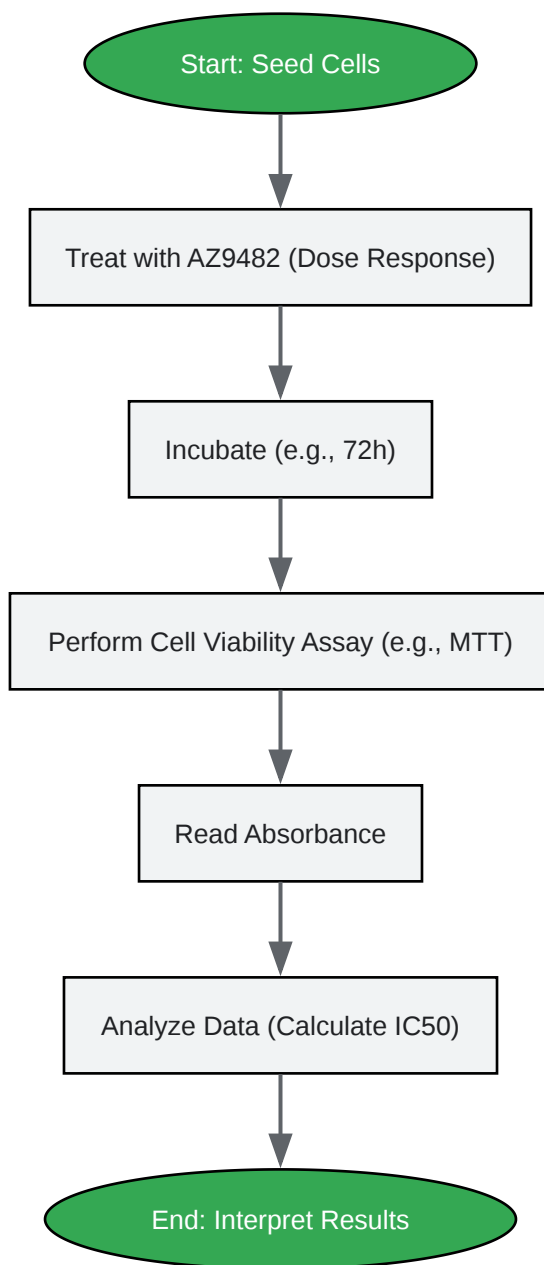 Start: Seed Cells
Treat with AZ9482 (Dose Response)
Incubate (e.g., 72h)
Perform Cell Viability Assay (e.g., MTT)
Read Absorbance
Analyze Data (Calculate IC50)
End: Interpret Results